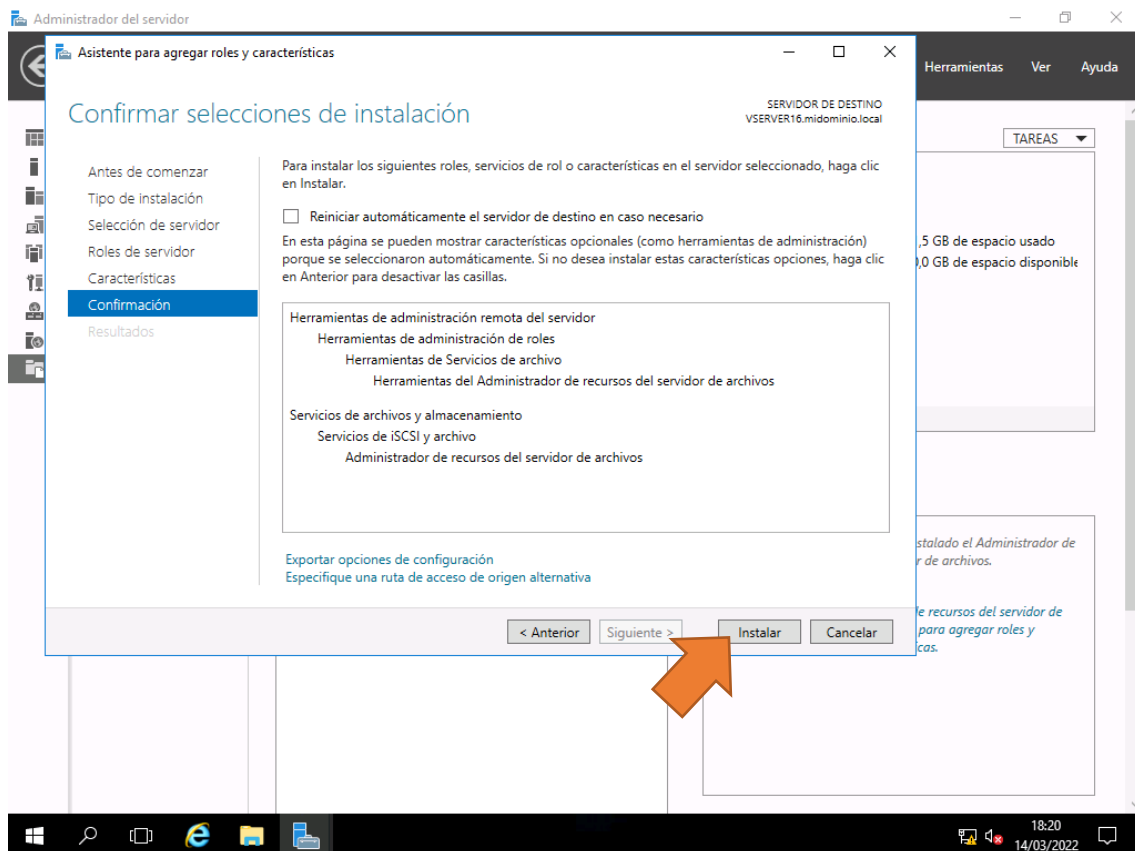 Administrador del servidor
Asistente para agregar roles y características
Herramientas Ver Ayuda
Confirmar selecciones de instalación
SERVIDOR DE DESTINO
VSERVER16.midominio.local
TAREAS
Antes de comenzar
Tipo de instalación
Selección de servidor
Roles de servidor
Características
Confirmación
Resultados
Para instalar los siguientes roles, servicios de rol o características en el servidor seleccionado, haga clic
en Instalar.
Reiniciar automáticamente el servidor de destino en caso necesario
En esta página se pueden mostrar características opcionales (como herramientas de administración)
porque se seleccionaron automáticamente. Si no desea instalar estas características opciones, haga clic
en Anterior para desactivar las casillas.
Herramientas de administración remota del servidor
Herramientas de administración de roles
Herramientas de Servicios de archivo
Herramientas del Administrador de recursos del servidor de archivos
Servicios de archivos y almacenamiento
Servicios de iSCSI y archivo
Administrador de recursos del servidor de archivos
Exportar opciones de configuración
Especifique una ruta de acceso de origen alternativa
< Anterior Siguiente > Instalar Cancelar
,5 GB de espacio usado
,0 GB de espacio disponible
stalado el Administrador de
r de archivos.
le recursos del servidor de
para agregar roles y
icas.
18:20
14/03/2022